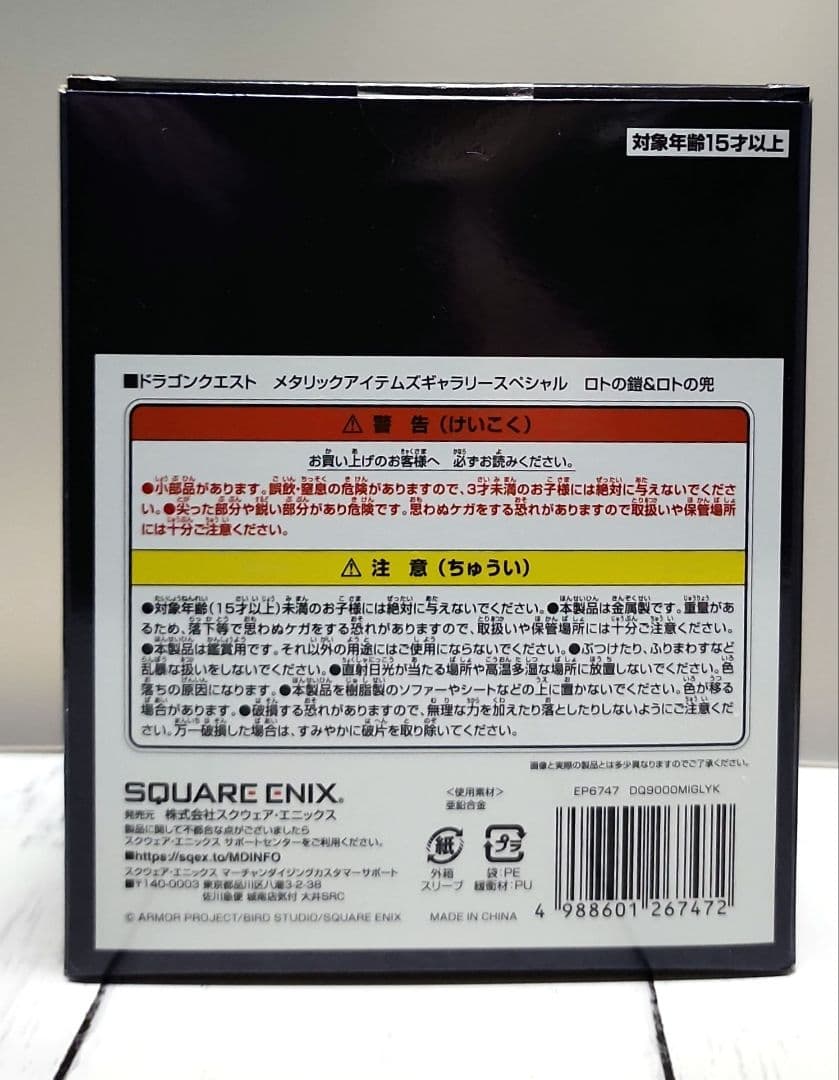 対象年齢15才以上
■ドラゴンクエスト メタリックアイテムズギャラリースペシャル ロトの鎧&ロトの兜
⚠ 警 告（けいこく）
お買い上げのお客様へ 必ずお読みください。
●小部品があります。誤飲・窒息の危険がありますので、3才未満のお子様には絶対に与えないでくださ
い。●尖った部分や鋭い部分があり危険です。思わぬケガをする恐れがありますので取扱いや保管場所
には十分ご注意ください。
⚠ 注 意（ちゅうい）
●対象年齢(15才以上)未満のお子様には絶対に与えないでください。●本製品は金属製です。重量があ
るため、落下等で思わぬケガをする恐れがありますので、取扱いや保管場所には十分ご注意ください。
●本製品は鑑賞用です。それ以外の用途にはご使用にならないでください。●ぶつけたり、ふりまわすなど
乱暴な扱いをしないでください。●直射日光が当たる場所や高温多湿な場所に放置しないでください。色
落ちの原因になります。●本製品を樹脂製のソファーやシートなどの上に置かないでください。色が移る
場合があります。●破損する恐れがありますので、無理な力を加えたり落としたりしないようにご注意くだ
さい。万一破損した場合は、すみやかに破片を取り除いてください。
画像と実際の製品とは多少異なりますのでご了承ください。
SQUARE ENIX®
発売元 株式会社スクウェア・エニックス
製品に関して不都合な点がございましたら
スクウェア・エニックス サポートセンターをご利用ください。
■https://sqex.to/MDINFO
スクウェア・エニックス マーチャンダイジングカスタマーサポート
■〒140-0003 東京都品川区八潮3-2-38
佐川急便 城南店気付 大井SRC
© ARMOR PROJECT/BIRD STUDIO/SQUARE ENIX
MADE IN CHINA
<使用素材>
亜鉛合金
紙
外箱
スリーブ
プラ
袋:PE
緩衝材:PU
EP6747 DQ9000MIGLYK
4 988601 267472